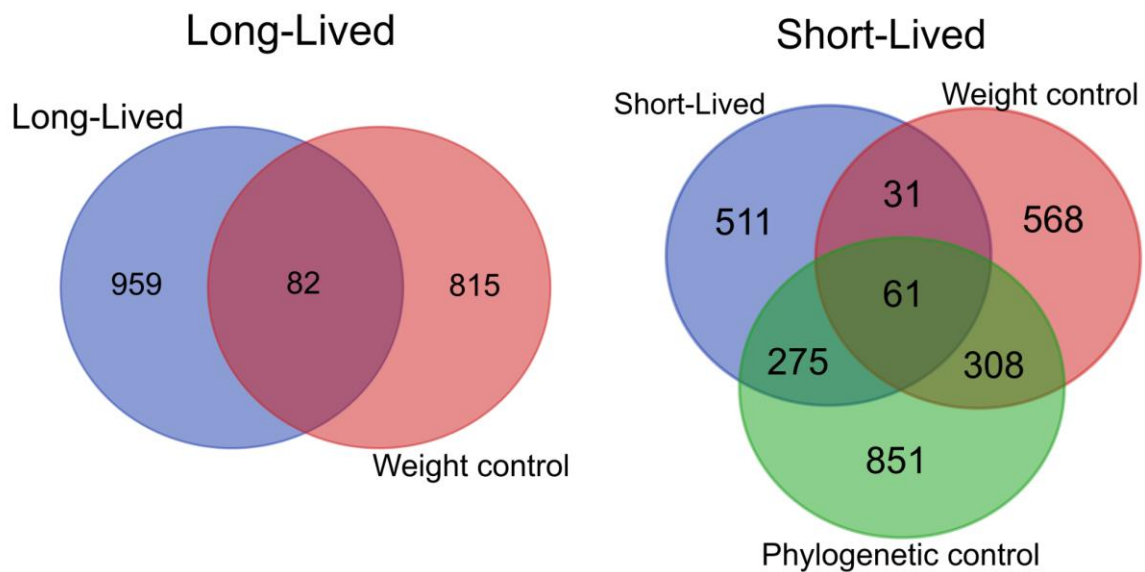 Long-Lived
Long-Lived
959
82
815
Weight control
Short-Lived
Short-Lived
Weight control
31
511
568
61
275
308
851
Phylogenetic control